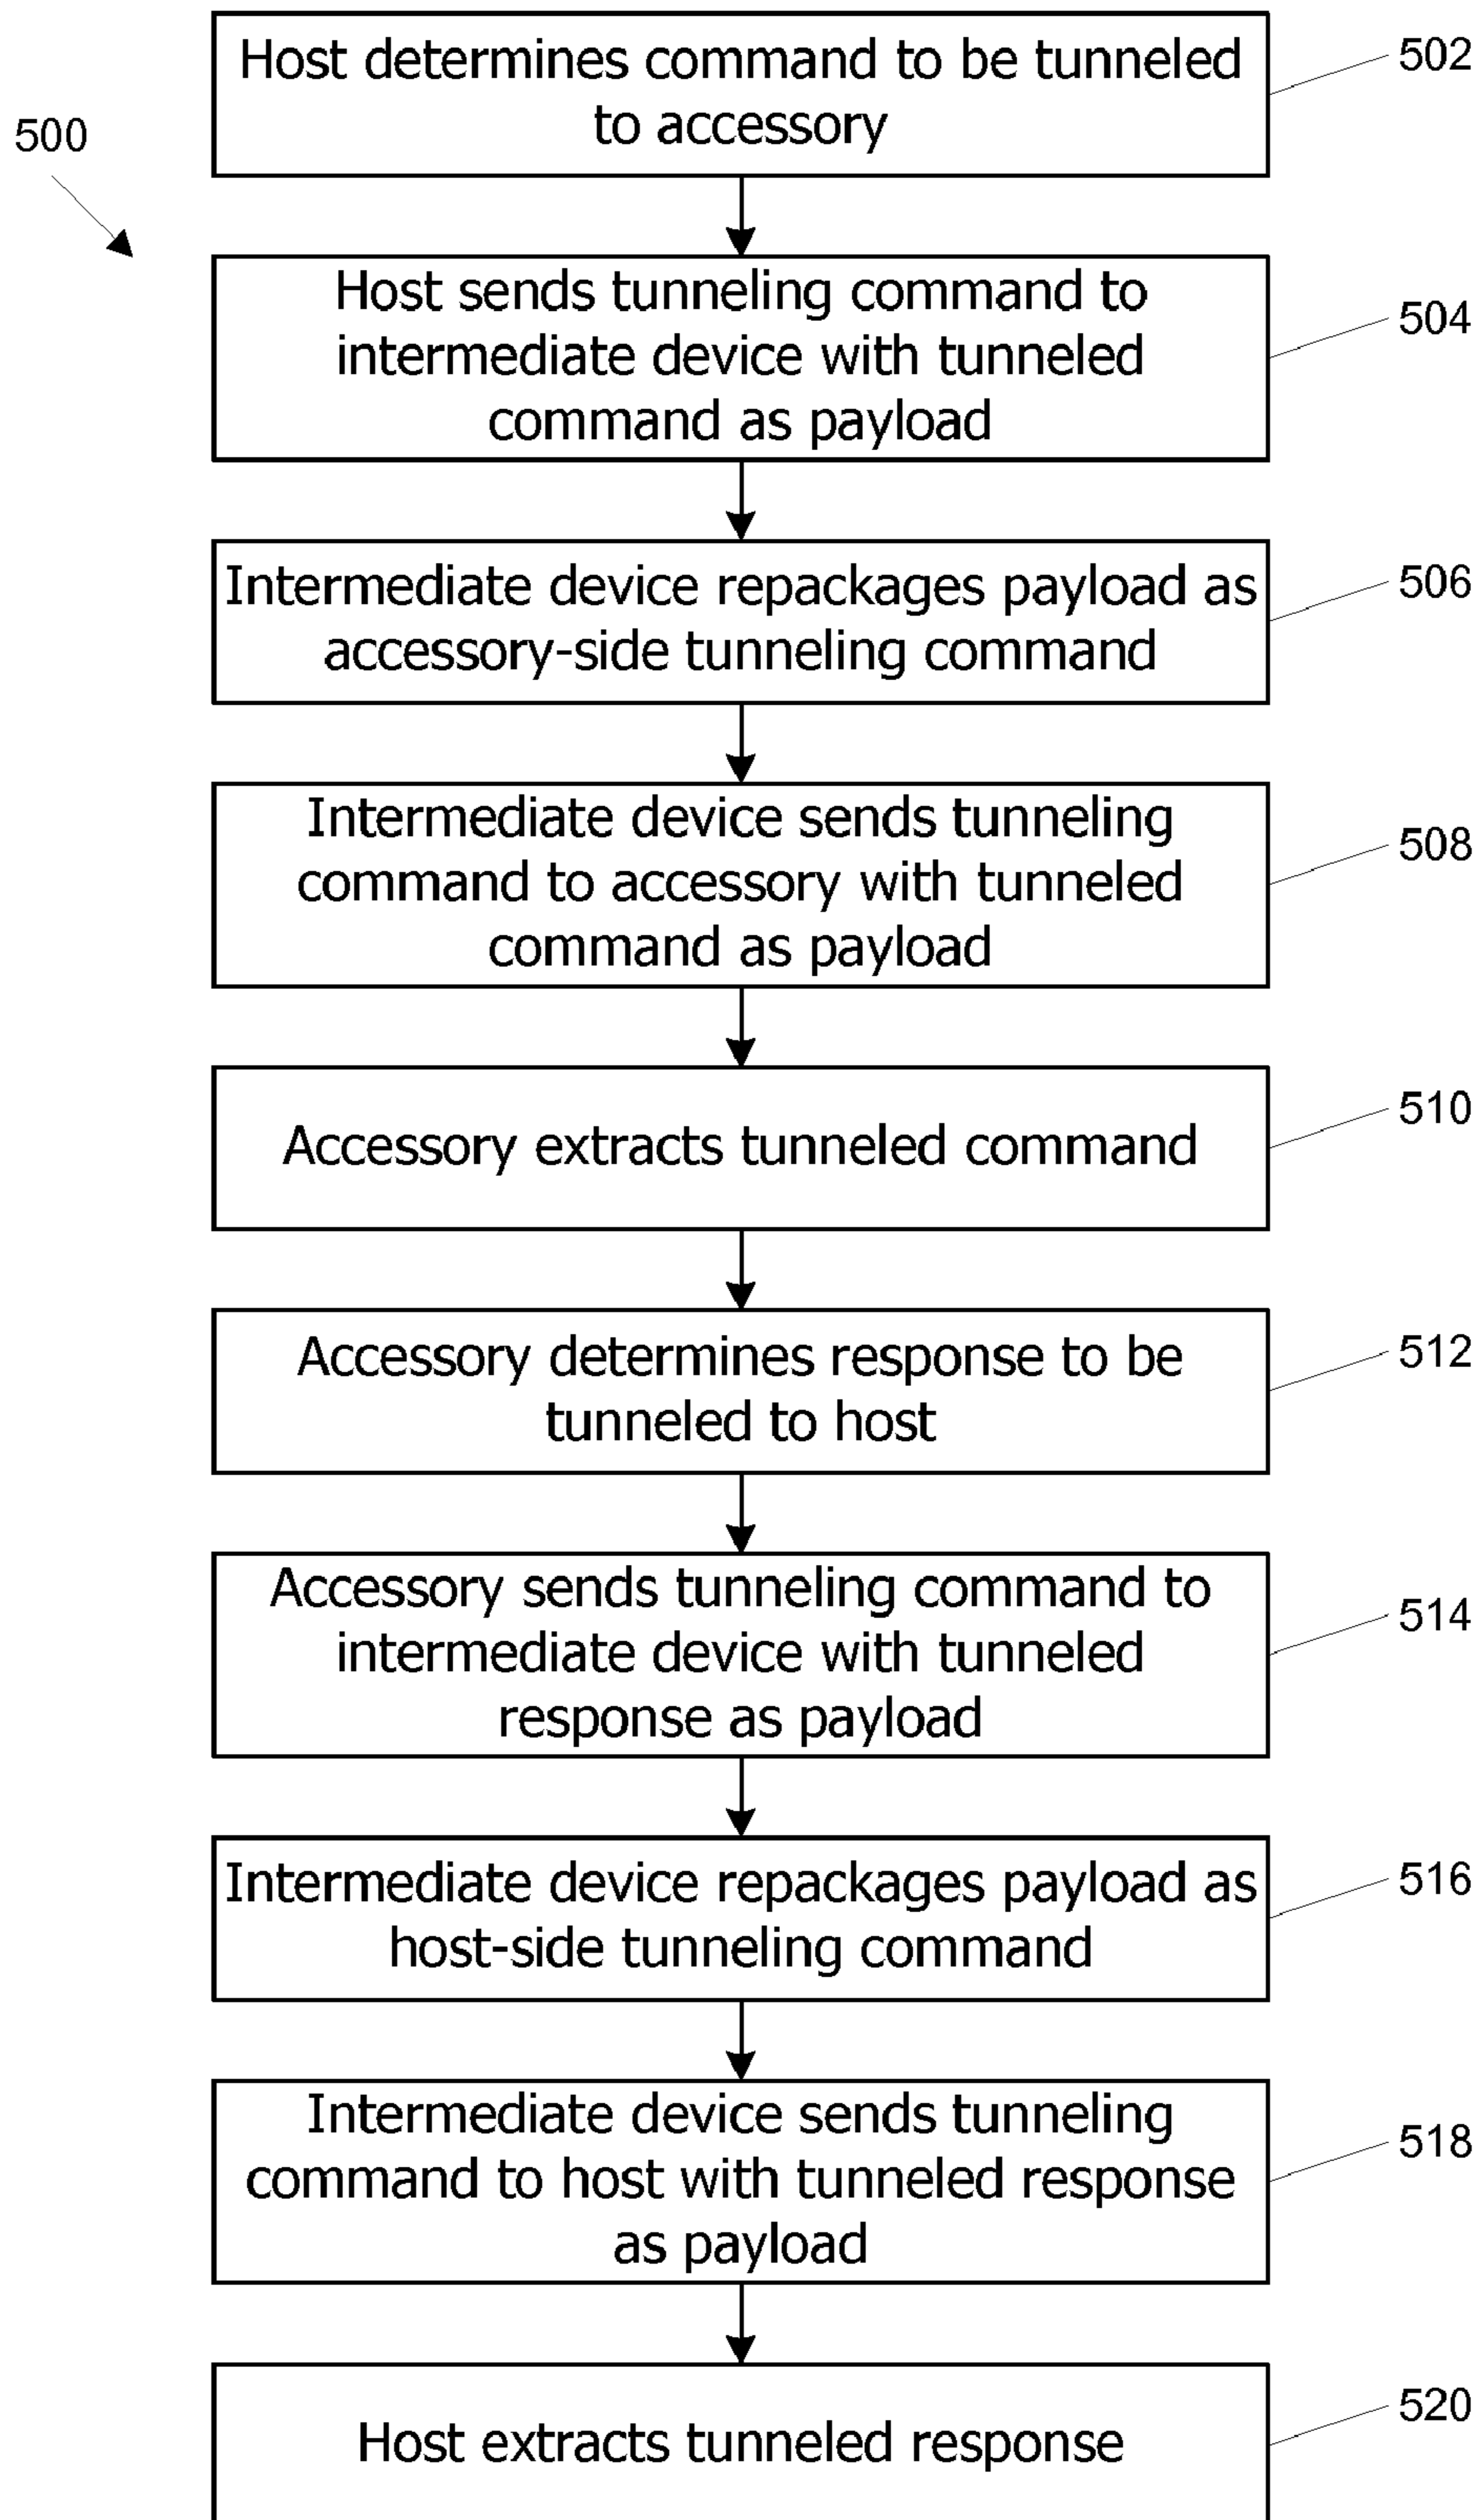 Host determines command to be tunneled
to accessory
502
500
Host sends tunneling command to
intermediate device with tunneled
command as payload
504
Intermediate device repackages payload as
accessory-side tunneling command
506
Intermediate device sends tunneling
command to accessory with tunneled
command as payload
508
Accessory extracts tunneled command
510
Accessory determines response to be
tunneled to host
512
Accessory sends tunneling command to
intermediate device with tunneled
response as payload
514
Intermediate device repackages payload as
host-side tunneling command
516
Intermediate device sends tunneling
command to host with tunneled response
as payload
518
Host extracts tunneled response
520